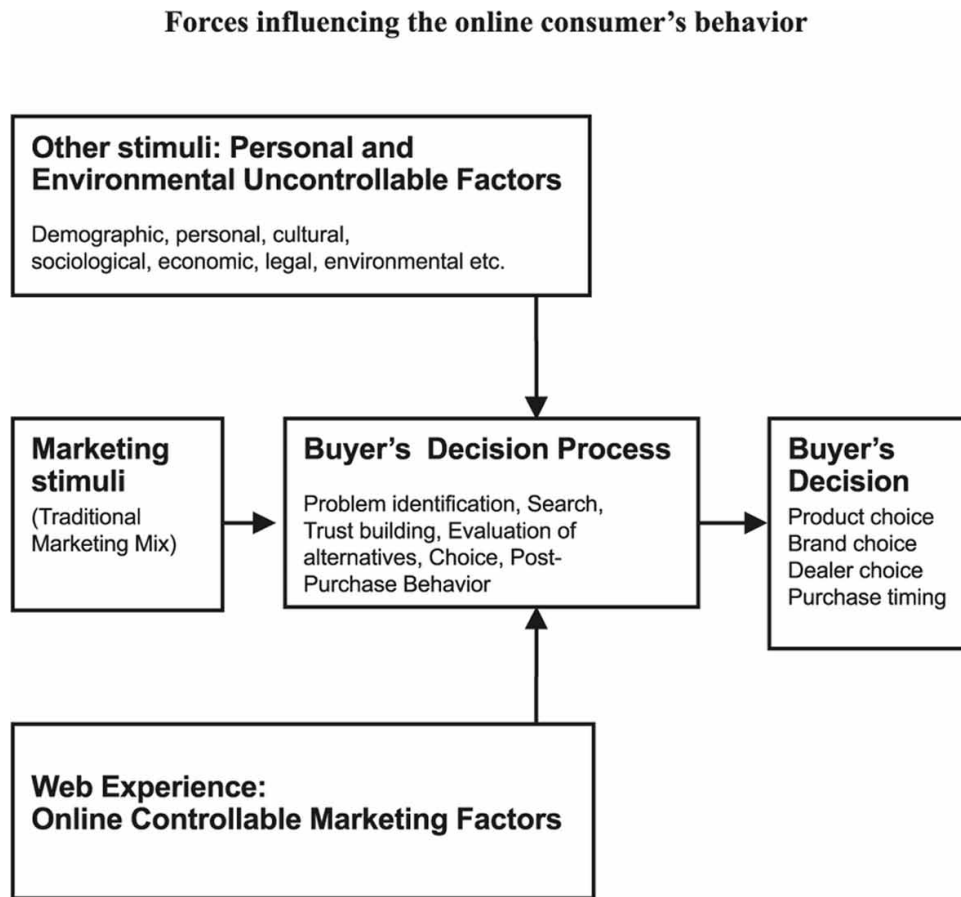 Forces influencing the online consumer’s behavior
Other stimuli: Personal and
Environmental Uncontrollable Factors
Demographic, personal, cultural,
sociological, economic, legal, environmental etc.
Marketing
stimuli
(Traditional
Marketing Mix)
Buyer’s Decision Process
Problem identification, Search,
Trust building, Evaluation of
alternatives, Choice, Post-
Purchase Behavior
Buyer’s
Decision
Product choice
Brand choice
Dealer choice
Purchase timing
Web Experience:
Online Controllable Marketing Factors